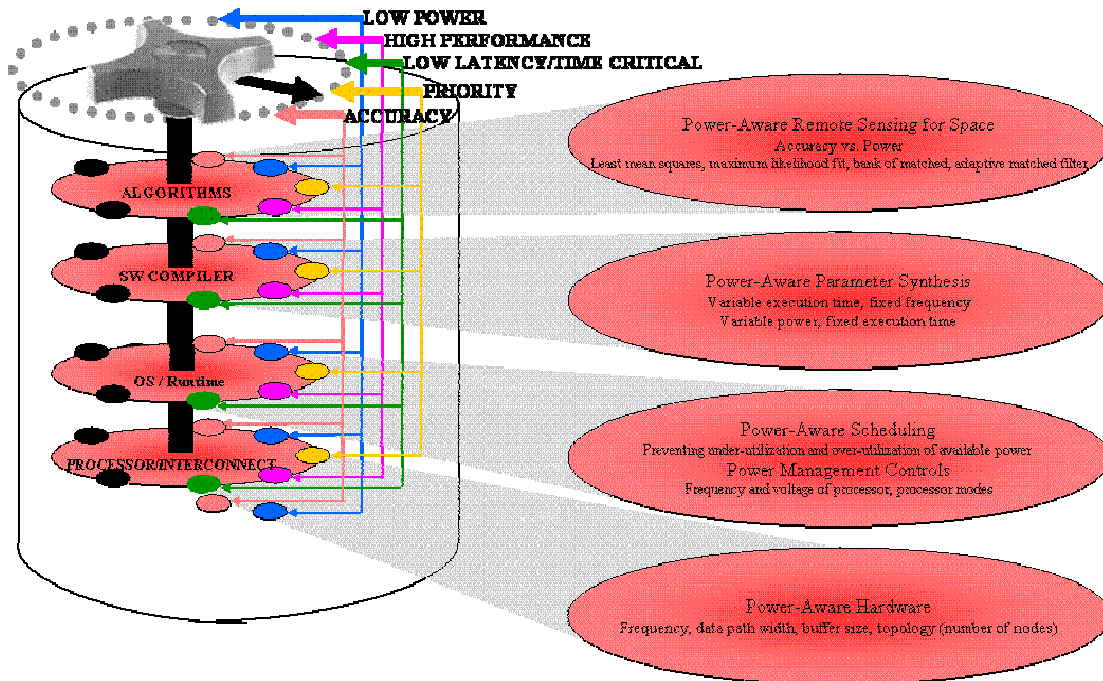 LOW POWER
HIGH PERFORMANCE
LOW LATENCY/TIME CRITICAL
PRIORITY
ACCURACY
ALGORITHMS
SW COMPILER
OS / Runtime
PROCESSOR/INTERCONNECT
Power-Aware Remote Sensing for Space
Accuracy vs. Power
Least mean squares, maximum likelihood fit, bank of matched, adaptive matched filter
Power-Aware Parameter Synthesis
Variable execution time, fixed frequency
Variable power, fixed execution time
Power-Aware Scheduling
Preventing under-utilization and over-utilization of available power
Power Management Controls
Frequency and voltage of processor, processor modes
Power-Aware Hardware
Frequency, data path width, buffer size, topology (number of nodes)